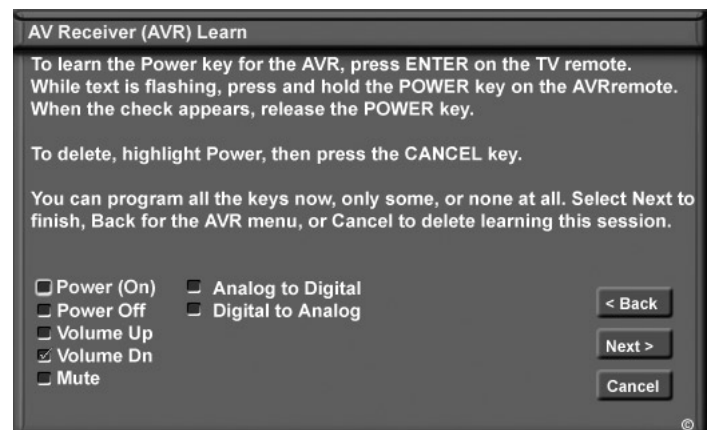 AV Receiver (AVR) Learn
To learn the Power key for the AVR, press ENTER on the TV remote.
While text is flashing, press and hold the POWER key on the AVRremote.
When the check appears, release the POWER key.
To delete, highlight Power, then press the CANCEL key.
You can program all the keys now, only some, or none at all. Select Next to
finish, Back for the AVR menu, or Cancel to delete learning this session.
Power (On)
Power Off
Volume Up
Volume Dn
Mute
Analog to Digital
Digital to Analog
< Back
Next >
Cancel
©